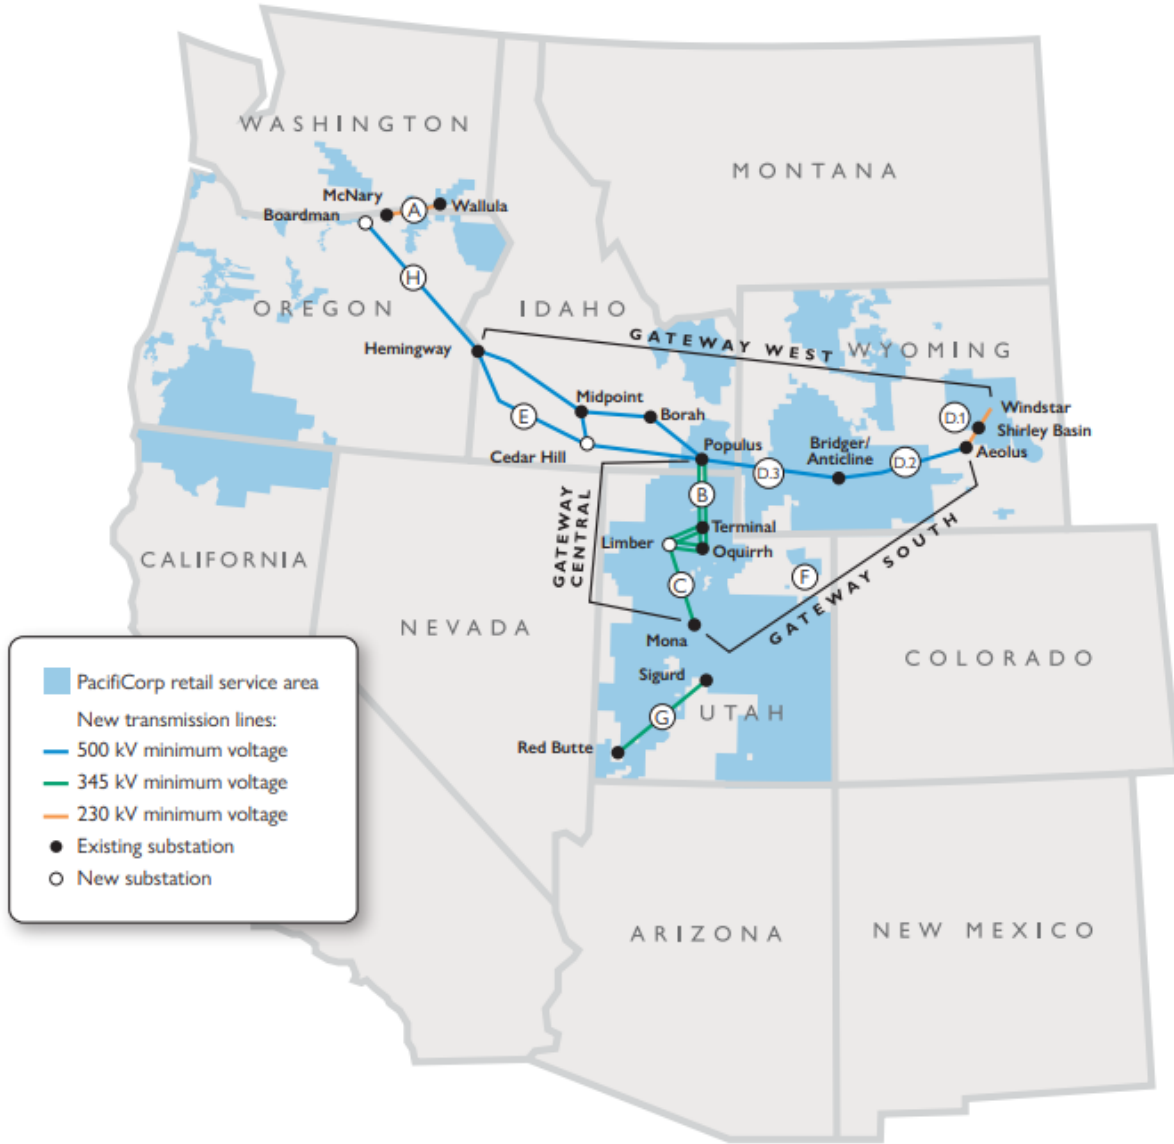 WASHINGTON
MONTANA
McNary
A
Wallula
Boardman
H
OREGON
IDAHO
GATEWAY WEST
WYOMING
Hemingway
Midpoint
Borah
E
D.1
Windstar
Shirley Basin
Cedar Hill
Populus
Bridger/
Anticline
D.2
Aeolus
D.3
B
GATEWAY
CENTRAL
Terminal
Limber
Oquirrh
GATEWAY SOUTH
CALIFORNIA
C
F
NEVADA
Mona
COLORADO
Sigurd
UTAH
G
Red Butte
PacifiCorp retail service area
New transmission lines:
500 kV minimum voltage
345 kV minimum voltage
230 kV minimum voltage
Existing substation
New substation
ARIZONA
NEW MEXICO